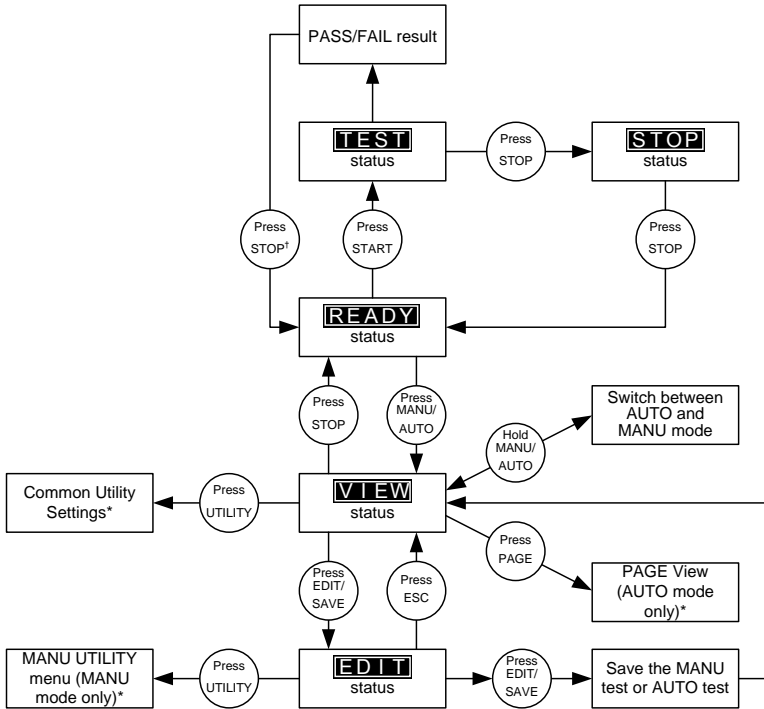 PASS/FAIL result
TEST
status
Press
STOP
STOP
status
Press
STOP†
Press
START
Press
STOP
READY
status
Press
STOP
Press
MANU/
AUTO
Hold
MANU/
AUTO
Switch between
AUTO and
MANU mode
Common Utility
Settings*
Press
UTILITY
VIEW
status
Press
PAGE
PAGE View
(AUTO mode
only)*
Press
EDIT/
SAVE
Press
ESC
MANU UTILITY
menu (MANU
mode only)*
Press
UTILITY
EDIT
status
Press
EDIT/
SAVE
Save the MANU
test or AUTO test